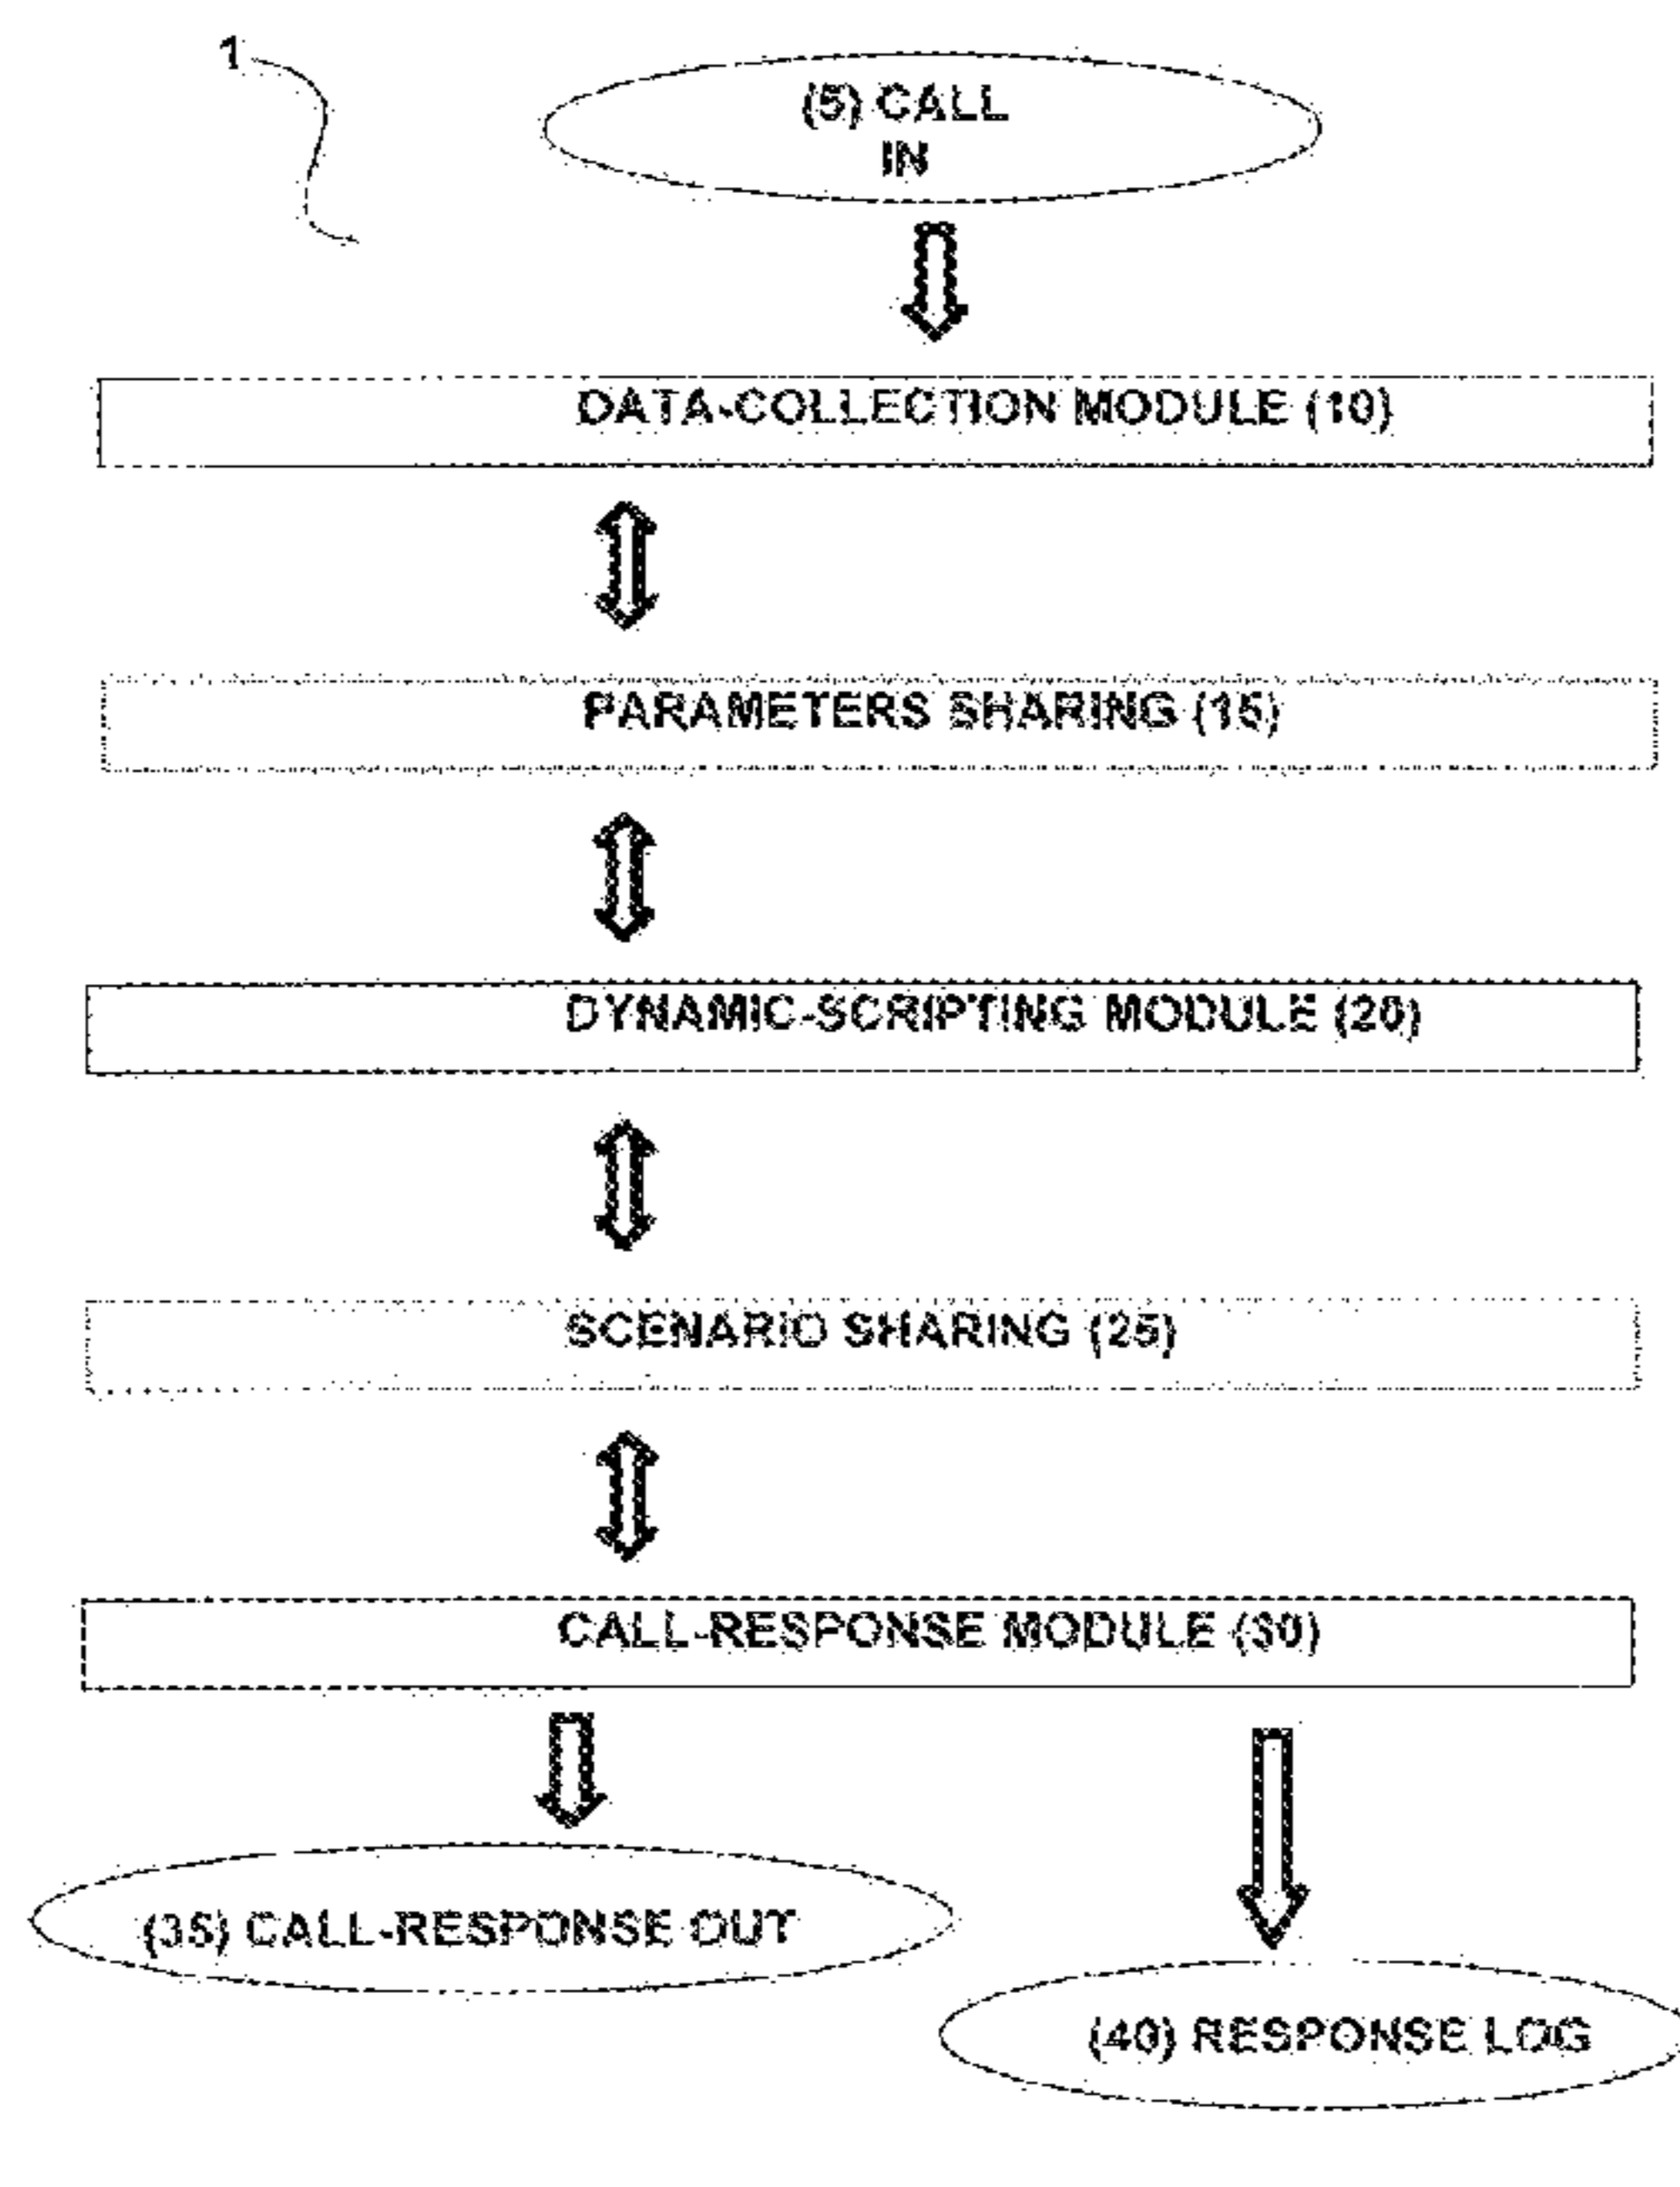 1
(5) CALL
IN
DATA-COLLECTION MODULE (10)
PARAMETERS SHARING (15)
DYNAMIC-SCRIPTING MODULE (20)
SCENARIO SHARING (25)
CALL-RESPONSE MODULE (30)
(35) CALL-RESPONSE OUT
(40) RESPONSE LOG